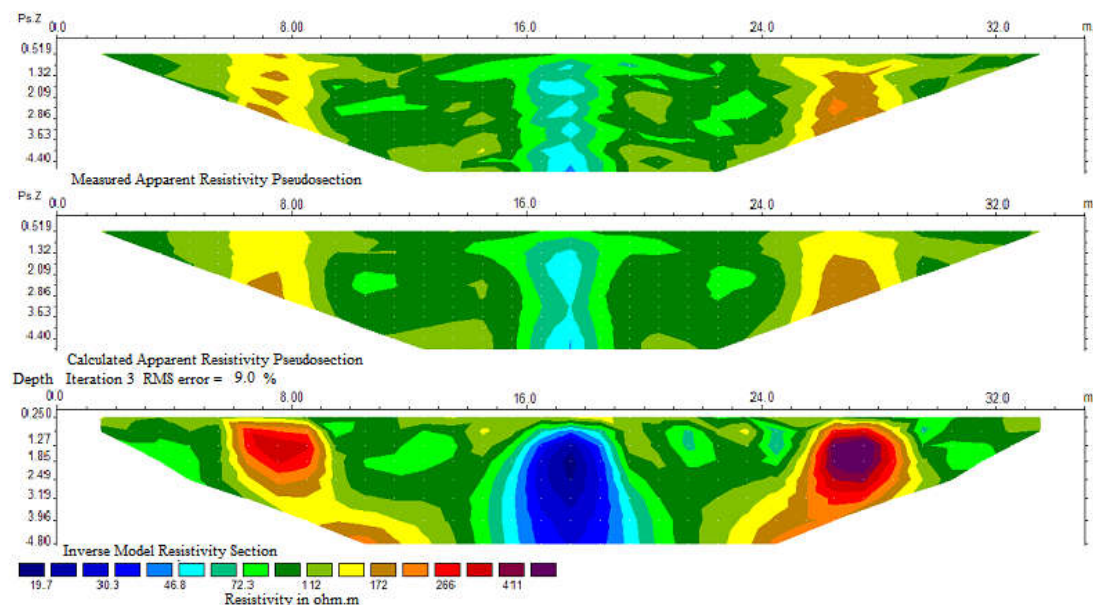 Ps.Z 0.0 8.00 16.0 24.0 32.0 m.
0.519
1.32
2.09
2.86
3.63
4.40
Measured Apparent Resistivity Pseudosection
Ps.Z 0.0 8.00 16.0 24.0 32.0 m.
0.519
1.32
2.09
2.86
3.63
4.40
Calculated Apparent Resistivity Pseudosection
Depth Iteration 3 RMS error = 9.0 %
0.0 8.00 16.0 24.0 32.0 m.
0.250
1.27
1.85
2.49
3.19
3.96
4.80
Inverse Model Resistivity Section
19.7 30.3 46.8 72.3 112 172 266 411
Resistivity in ohm.m